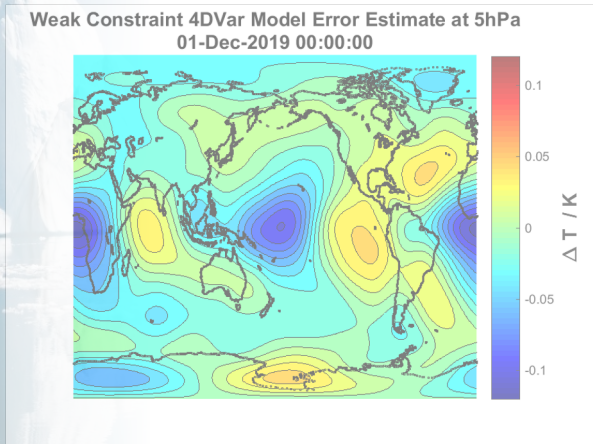 Weak Constraint 4DVar Model Error Estimate at 5hPa
01-Dec-2019 00:00:00
0.1
0.05
0
-0.05
-0.1
Δ T / K